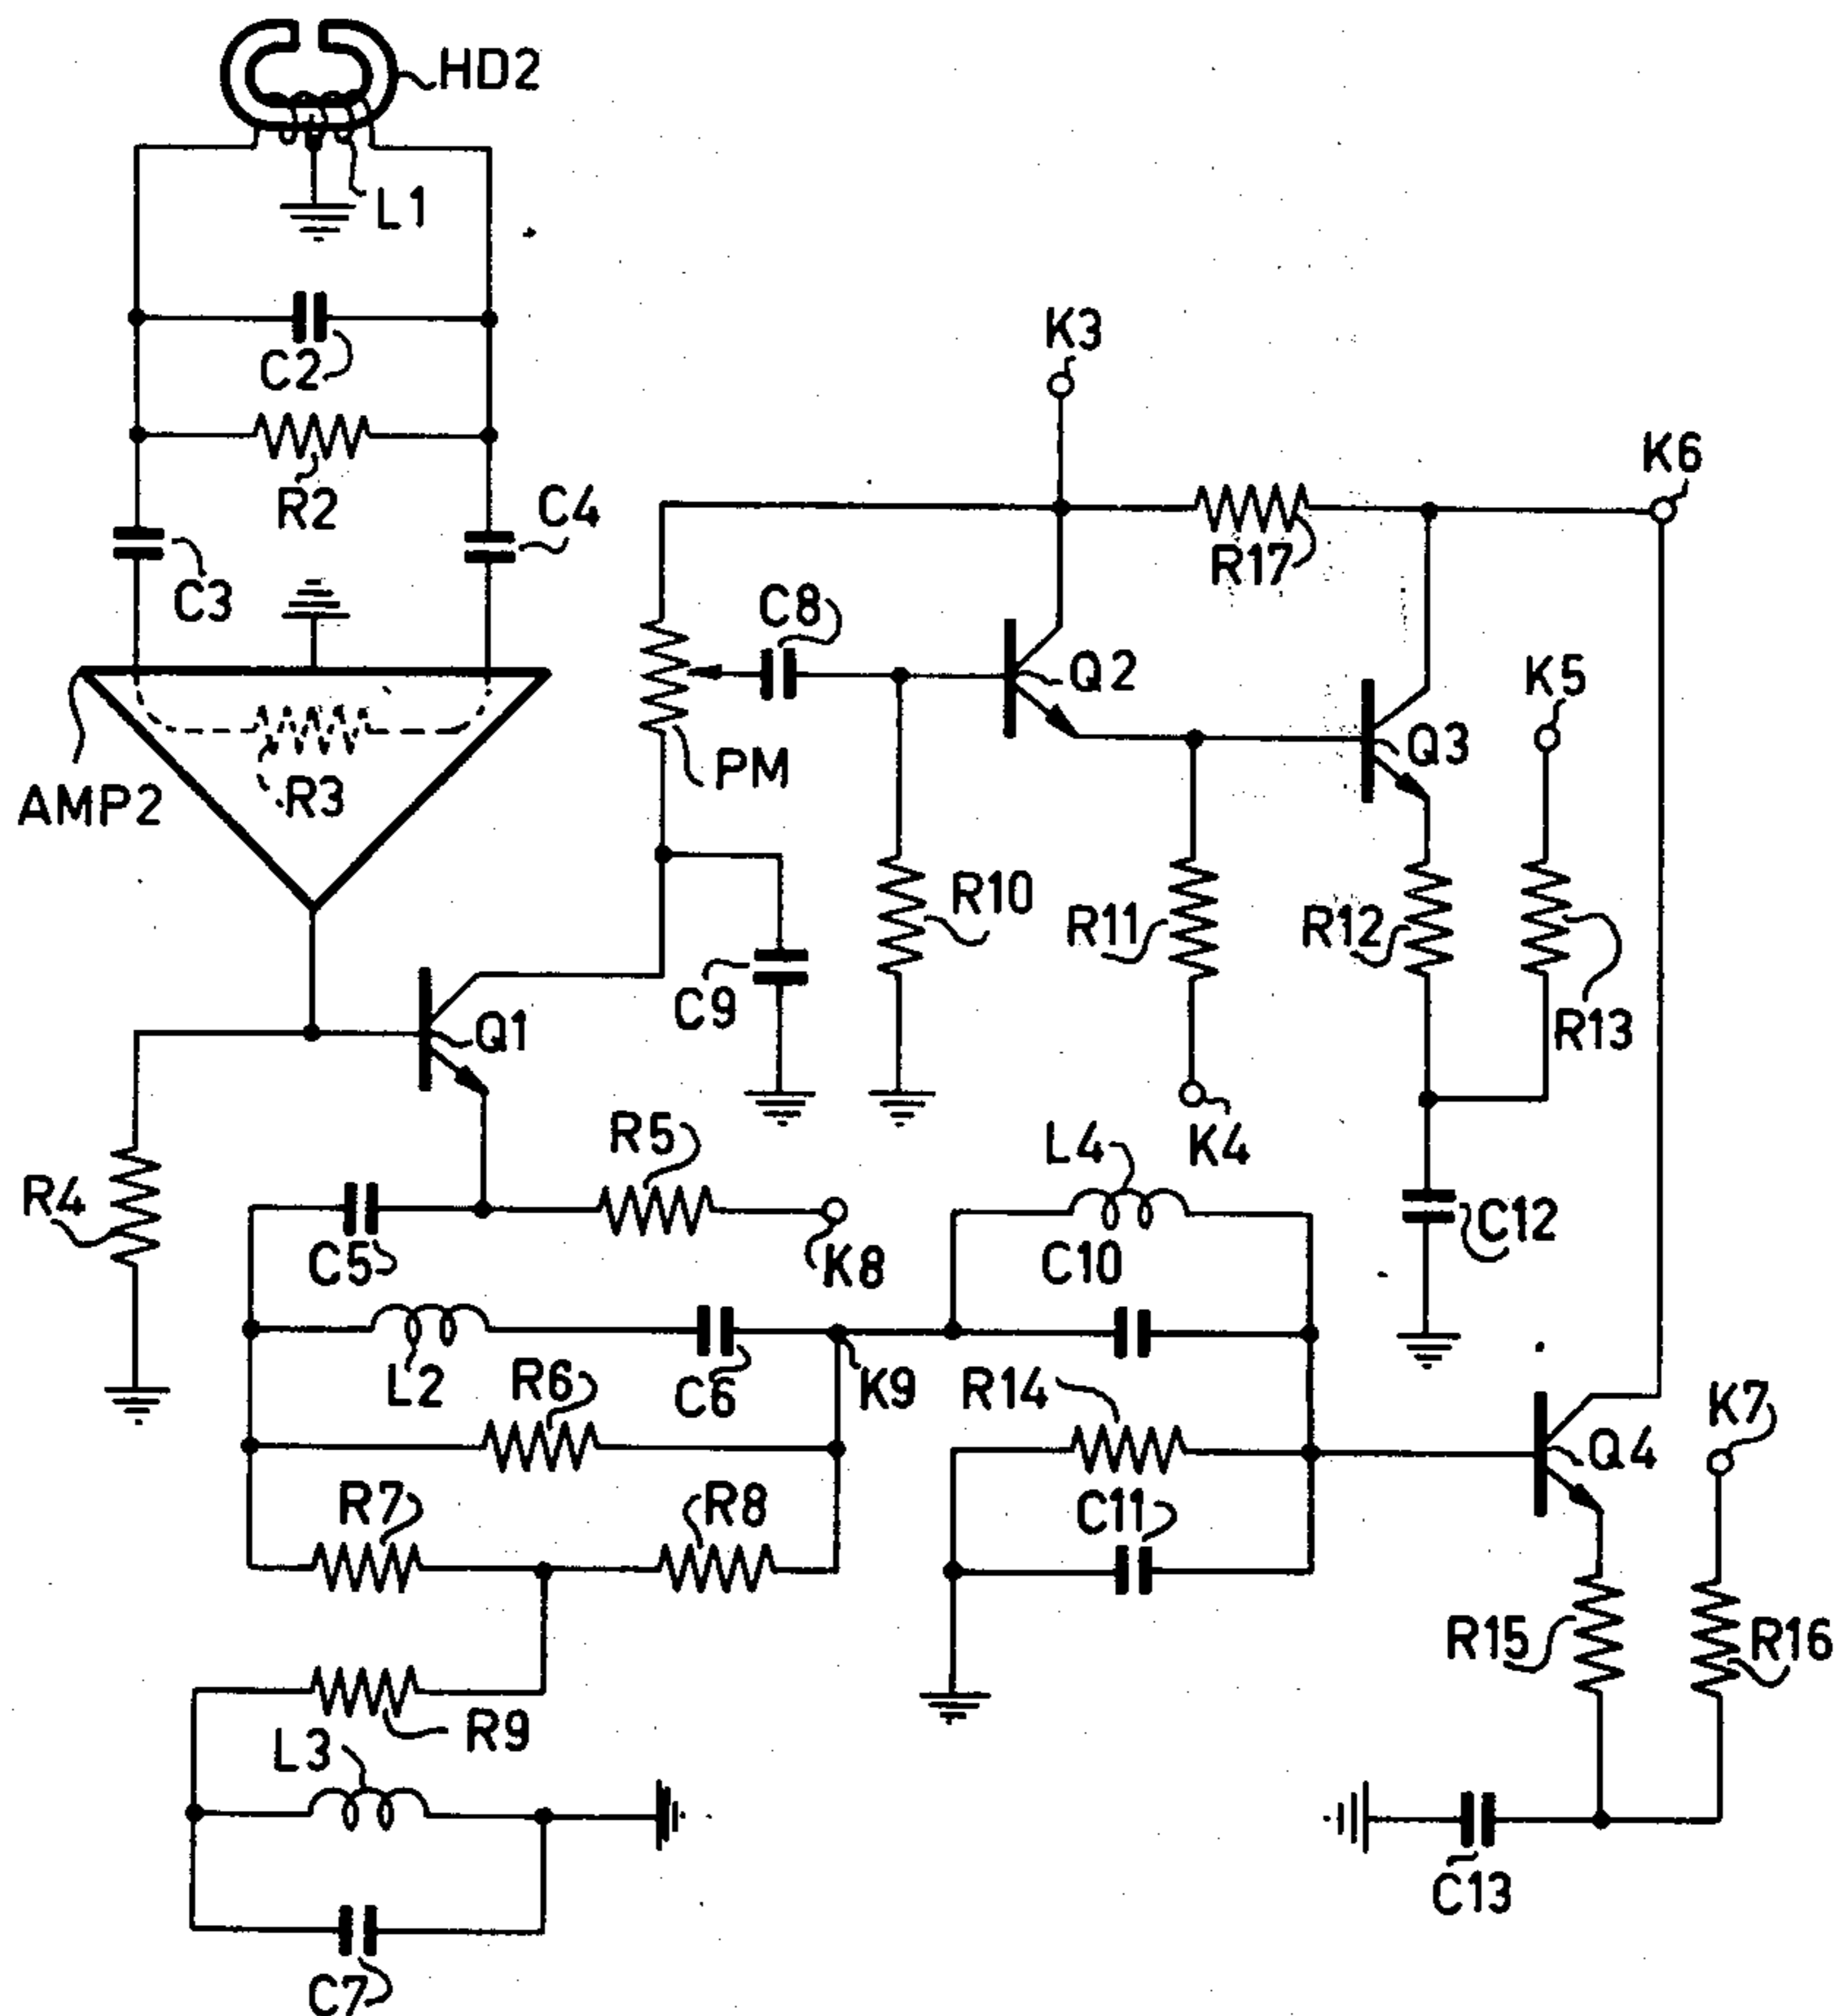 HD2
L1
C2
K3
R2
C4
K6
R17
C3
C8
Q2
K5
PM
Q3
R3
AMP2
R10
R11
R12
C9
Q1
R13
R5
L4
K4
R4
C5
K8
C10
C12
L2
R6
C6
K9
R14
K7
Q4
R7
R8
C11
R15
R16
R9
L3
C13
C7